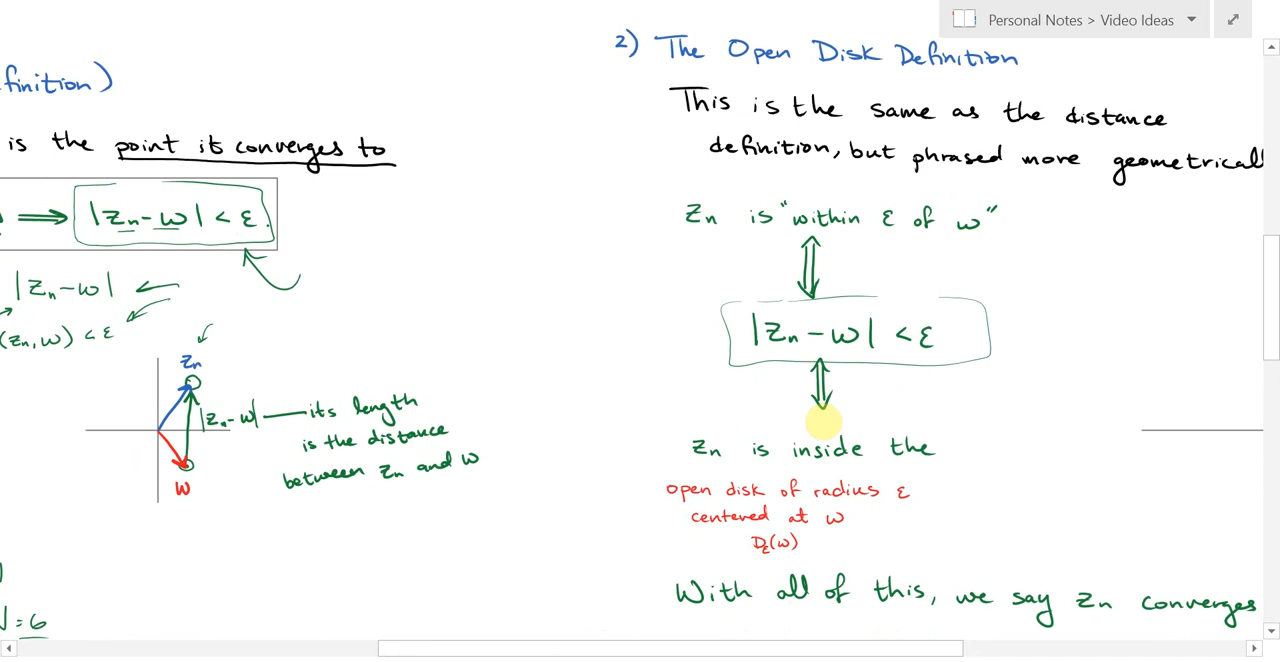 Personal Notes > Video Ideas
finition)
is the point it converges to
⟹ |Zn-w| < ε.
|Zn-w| ←
(Zn, w) < ε
Zn
|Zn-w| — its length
is the distance
between Zn and w
w
N = 6
2) The Open Disk Definition
This is the same as the distance
definition, but phrased more geometricall
Zn is "within ε of w"
⇕
|Zn - w| < ε
⇕
Zn is inside the
open disk of radius ε
centered at w
Dε(w)
With all of this, we say Zn converges